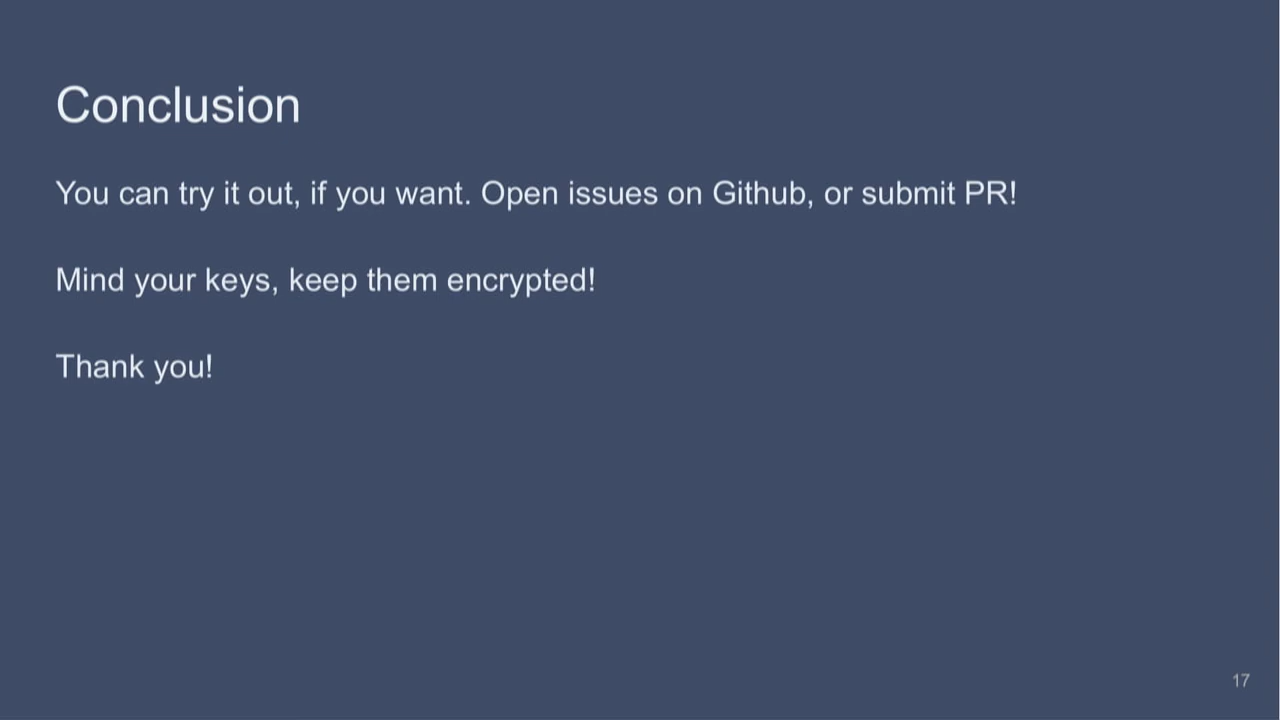 Conclusion
You can try it out, if you want. Open issues on Github, or submit PR!
Mind your keys, keep them encrypted!
Thank you!
17